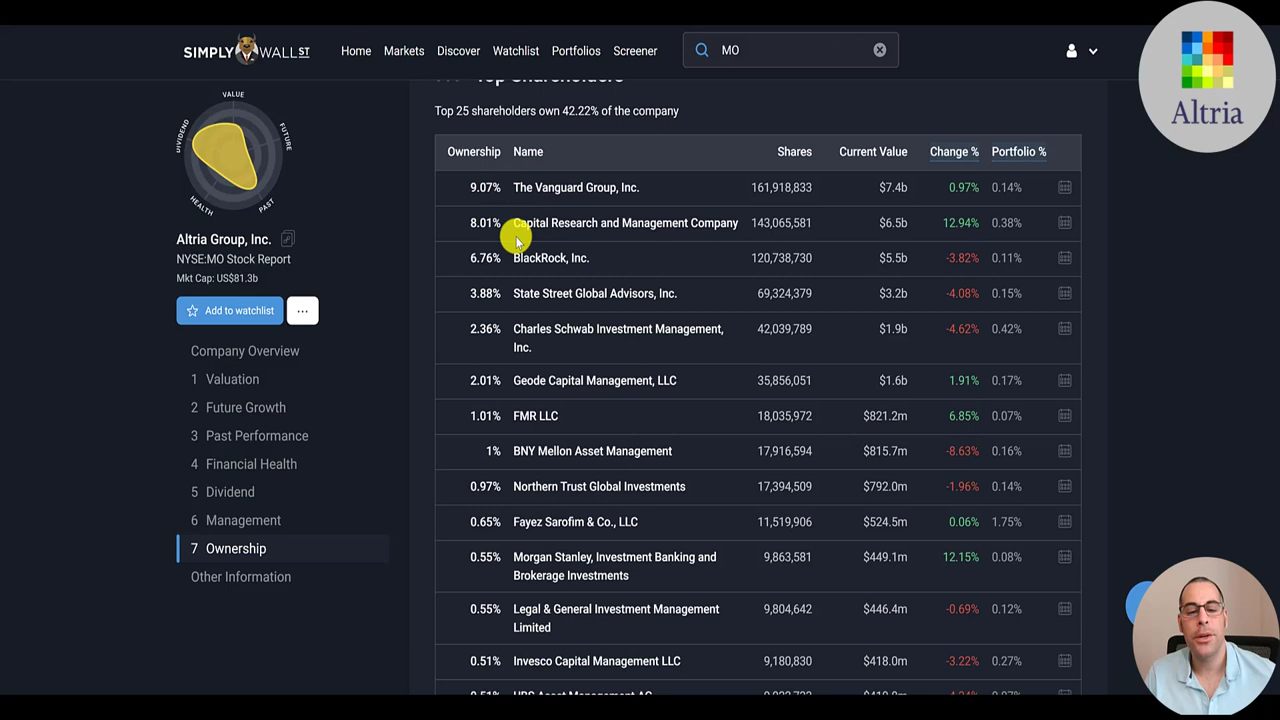 SIMPLY WALL ST
Home Markets Discover Watchlist Portfolios Screener
MO
Altria
Top Shareholders
Top 25 shareholders own 42.22% of the company
VALUE
FUTURE
PAST
HEALTH
DIVIDEND
Altria Group, Inc.
NYSE:MO Stock Report
Mkt Cap: US$81.3b
Add to watchlist
...
Company Overview
1 Valuation
2 Future Growth
3 Past Performance
4 Financial Health
5 Dividend
6 Management
7 Ownership
Other Information
Ownership Name Shares Current Value Change % Portfolio %
9.07% The Vanguard Group, Inc. 161,918,833 $7.4b 0.97% 0.14%
8.01% Capital Research and Management Company 143,065,581 $6.5b 12.94% 0.38%
6.76% BlackRock, Inc. 120,738,730 $5.5b -3.82% 0.11%
3.88% State Street Global Advisors, Inc. 69,324,379 $3.2b -4.08% 0.15%
2.36% Charles Schwab Investment Management, 42,039,789 $1.9b -4.62% 0.42%
Inc.
2.01% Geode Capital Management, LLC 35,856,051 $1.6b 1.91% 0.17%
1.01% FMR LLC 18,035,972 $821.2m 6.85% 0.07%
1% BNY Mellon Asset Management 17,916,594 $815.7m -8.63% 0.16%
0.97% Northern Trust Global Investments 17,394,509 $792.0m -1.96% 0.14%
0.65% Fayez Sarofim & Co., LLC 11,519,906 $524.5m 0.06% 1.75%
0.55% Morgan Stanley, Investment Banking and 9,863,581 $449.1m 12.15% 0.08%
Brokerage Investments
0.55% Legal & General Investment Management 9,804,642 $446.4m -0.69% 0.12%
Limited
0.51% Invesco Capital Management LLC 9,180,830 $418.0m -3.22% 0.27%